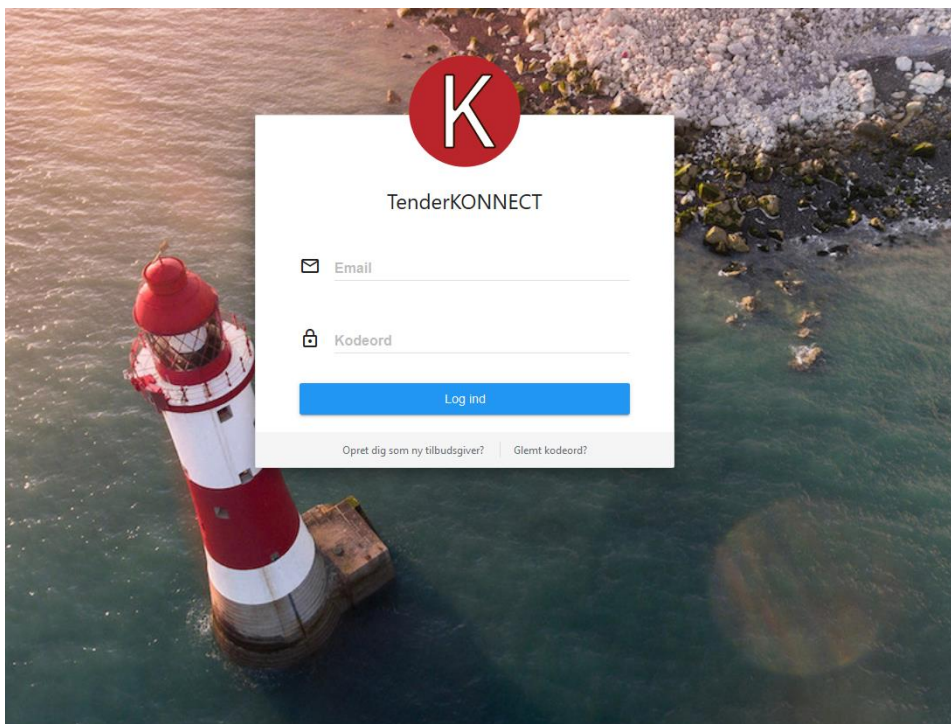 K
TenderKONNECT
Email
Kodeord
Log ind
Opret dig som ny tilbudsgiver? Glemt kodeord?